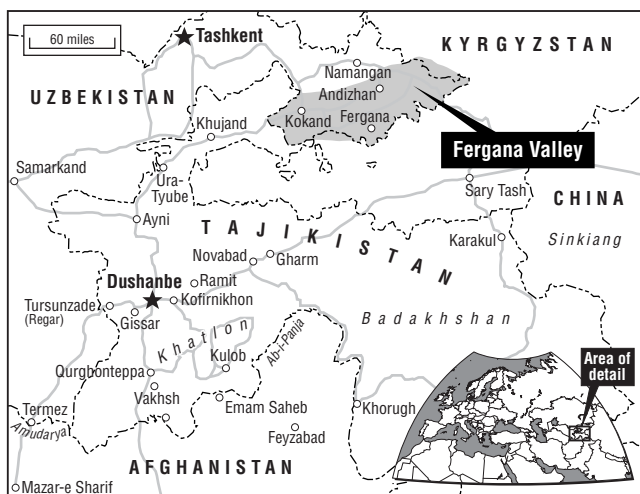 60 miles
Tashkent
KYRGYZSTAN
Namangan
UZBEKISTAN
Andizhan
Kokand
Fergana
Khujand
Fergana Valley
Samarkand
Ura-
Tyube
Sary Tash
CHINA
Ayni
TAJIKISTAN
Karakul
Sinkiang
Novabad
Gharm
Dushanbe
Ramit
Kofirnikhon
Tursunzade
(Regar)
Gissar
Badakhshan
Khatlon
Ab-i-Panja
Kulob
Qurgbonteppa
Area of
detail
Vakhsh
Emam Saheb
Khorugh
Termez
Amudarya
Feyzabad
AFGHANISTAN
Mazar-e Sharif